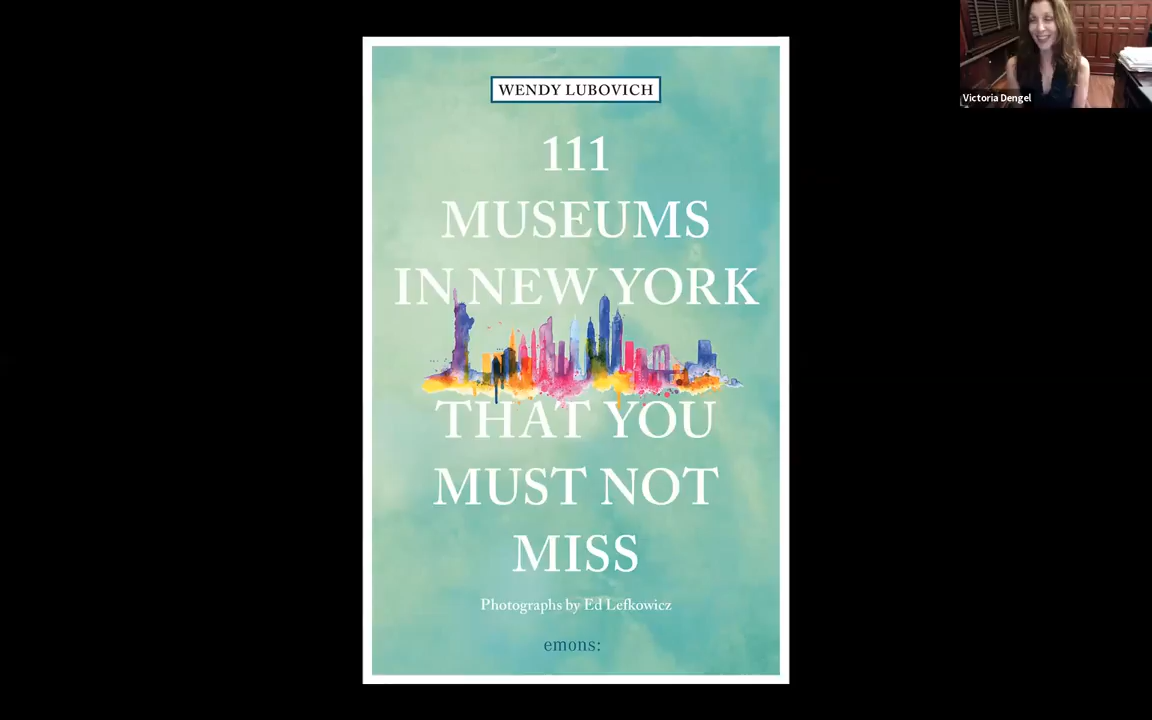 WENDY LUBOVICH
111
MUSEUMS
IN NEW YORK
THAT YOU
MUST NOT
MISS
Photographs by Ed Lefkowicz
emons:
Victoria Dengel